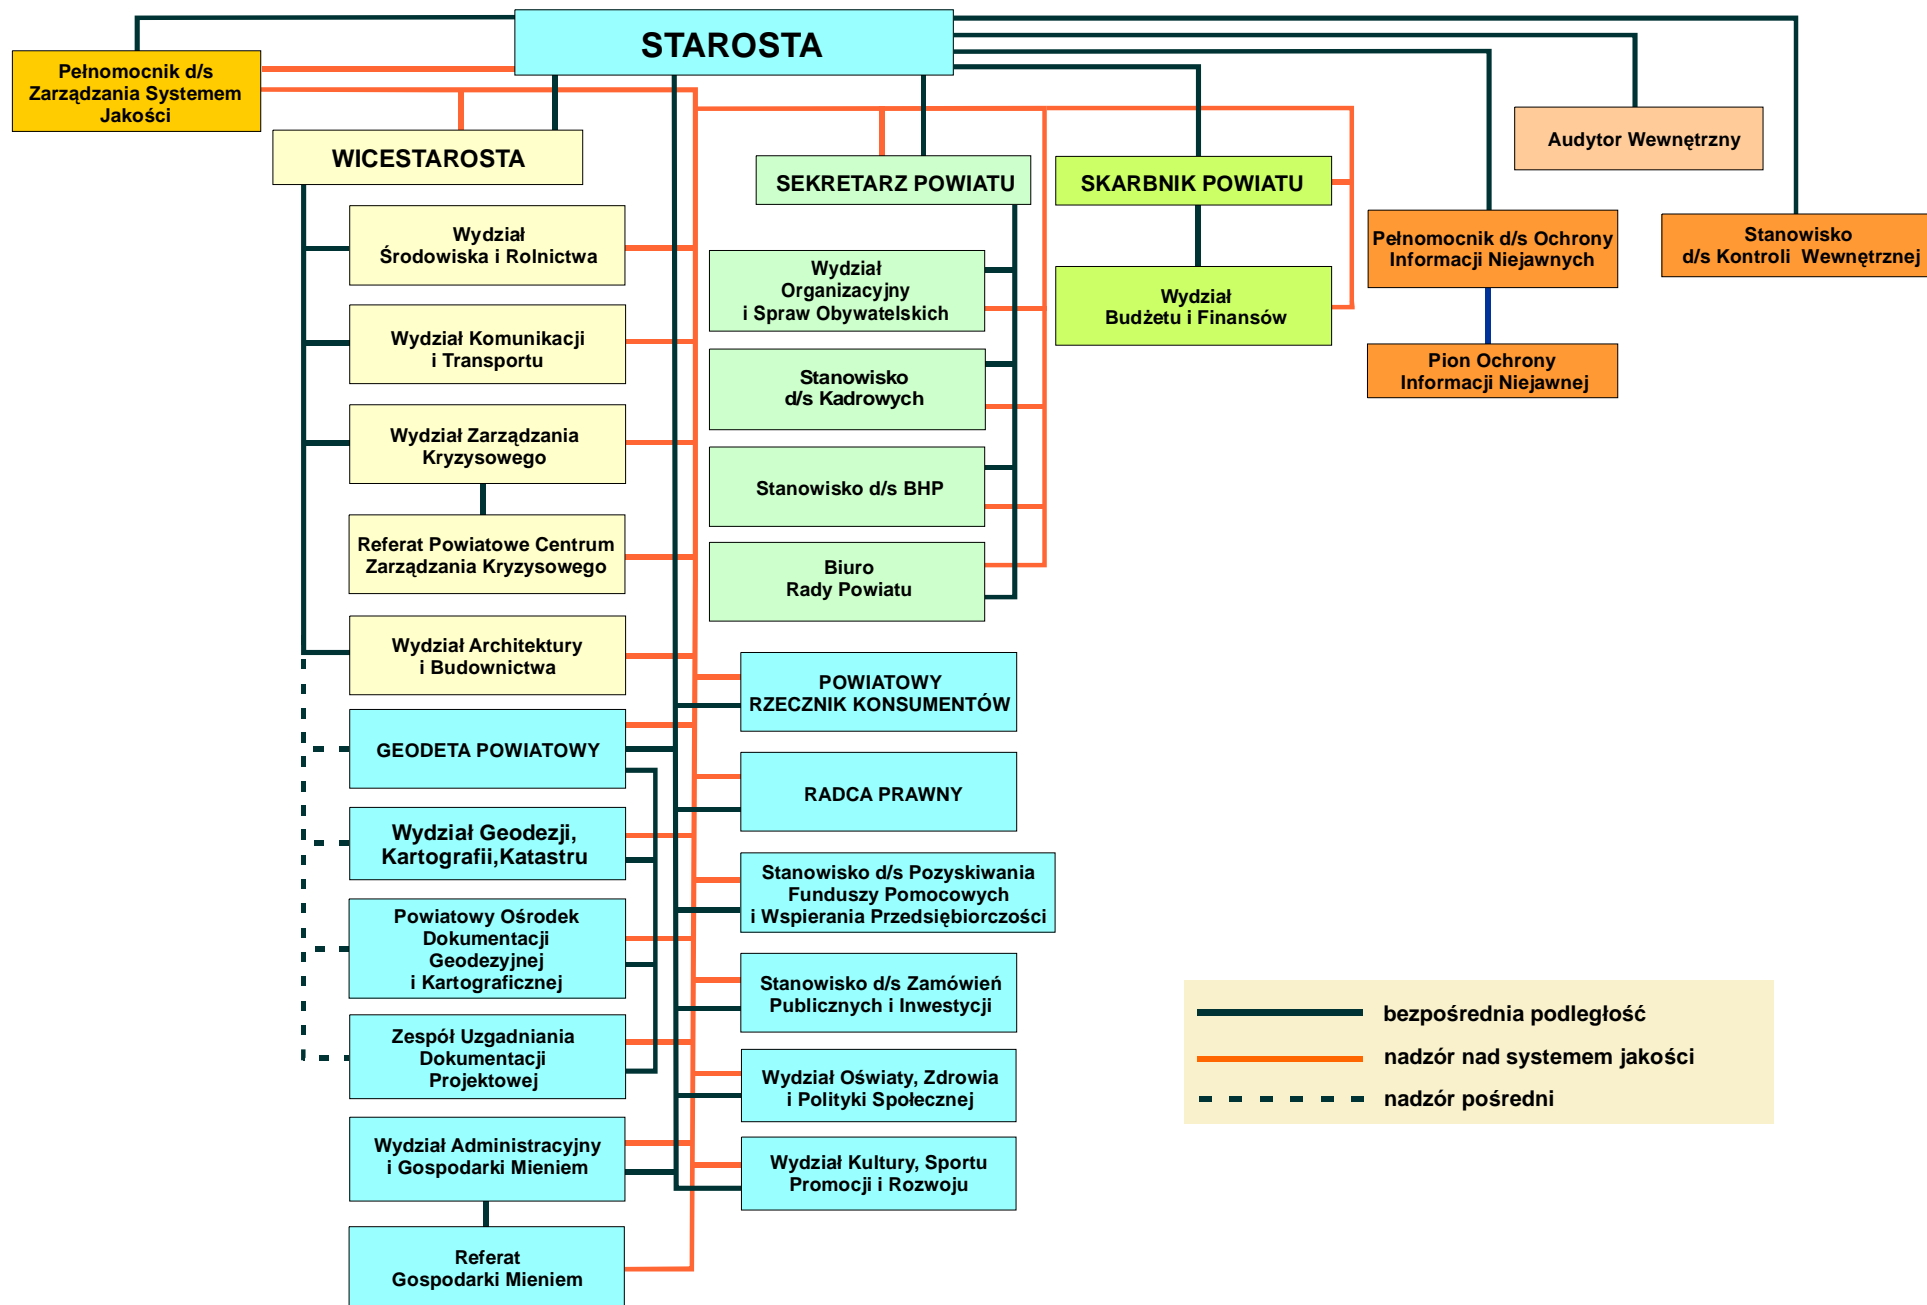 STAROSTA
Pełnomocnik d/s
Zarządzania Systemem
Jakości
WICESTAROSTA
Wydział
Środowiska i Rolnictwa
Wydział Komunikacji
i Transportu
Wydział Zarządzania
Kryzysowego
Referat Powiatowe Centrum
Zarządzania Kryzysowego
Wydział Architektury
i Budownictwa
GEODETA POWIATOWY
Wydział Geodezji,
Kartografii,Katastru
Powiatowy Ośrodek
Dokumentacji
Geodezyjnej
i Kartograficznej
Zespół Uzgadniania
Dokumentacji
Projektowej
Wydział Administracyjny
i Gospodarki Mieniem
Referat
Gospodarki Mieniem
SEKRETARZ POWIATU
Wydział
Organizacyjny
i Spraw Obywatelskich
Stanowisko
d/s Kadrowych
Stanowisko d/s BHP
Biuro
Rady Powiatu
POWIATOWY
RZECZNIK KONSUMENTÓW
RADCA PRAWNY
Stanowisko d/s Pozyskiwania
Funduszy Pomocowych
i Wspierania Przedsiębiorczości
Stanowisko d/s Zamówień
Publicznych i Inwestycji
Wydział Oświaty, Zdrowia
i Polityki Społecznej
Wydział Kultury, Sportu
Promocji i Rozwoju
SKARBNIK POWIATU
Wydział
Budżetu i Finansów
Pełnomocnik d/s Ochrony
Informacji Niejawnych
Pion Ochrony
Informacji Niejawnej
Audytor Wewnętrzny
Stanowisko
d/s Kontroli Wewnętrznej
bezpośrednia podległość
nadzór nad systemem jakości
nadzór pośredni